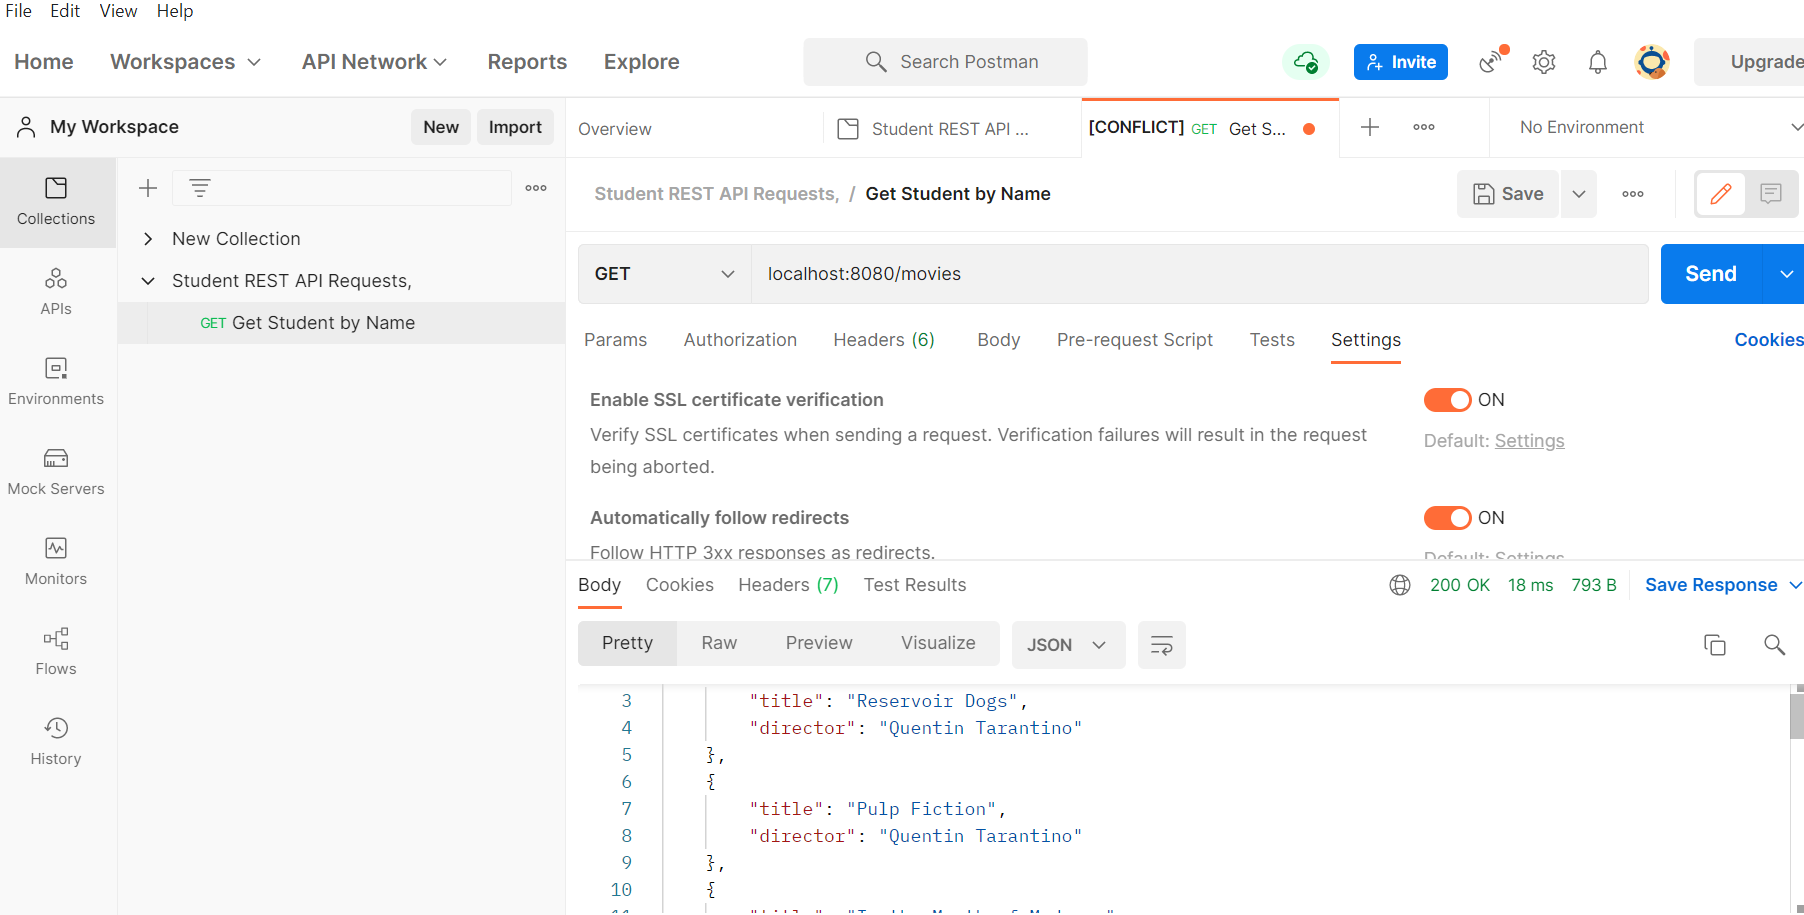 File Edit View Help
Home Workspaces API Network Reports Explore Search Postman Invite Upgrade
My Workspace New Import
Overview Student REST API ... [CONFLICT] GET Get S... No Environment
Student REST API Requests, / Get Student by Name Save
Collections
New Collection
Student REST API Requests,
GET Get Student by Name
APIs
Environments
Mock Servers
Monitors
Flows
History
GET localhost:8080/movies Send
Params Authorization Headers (6) Body Pre-request Script Tests Settings Cookies
Enable SSL certificate verification ON
Verify SSL certificates when sending a request. Verification failures will result in the request
being aborted.
Default: Settings
Automatically follow redirects ON
Follow HTTP 3xx responses as redirects.
Default: Settings
Body Cookies Headers (7) Test Results 200 OK 18 ms 793 B Save Response
Pretty Raw Preview Visualize JSON
3 "title": "Reservoir Dogs",
4 "director": "Quentin Tarantino"
5 },
6 {
7 "title": "Pulp Fiction",
8 "director": "Quentin Tarantino"
9 },
10 {